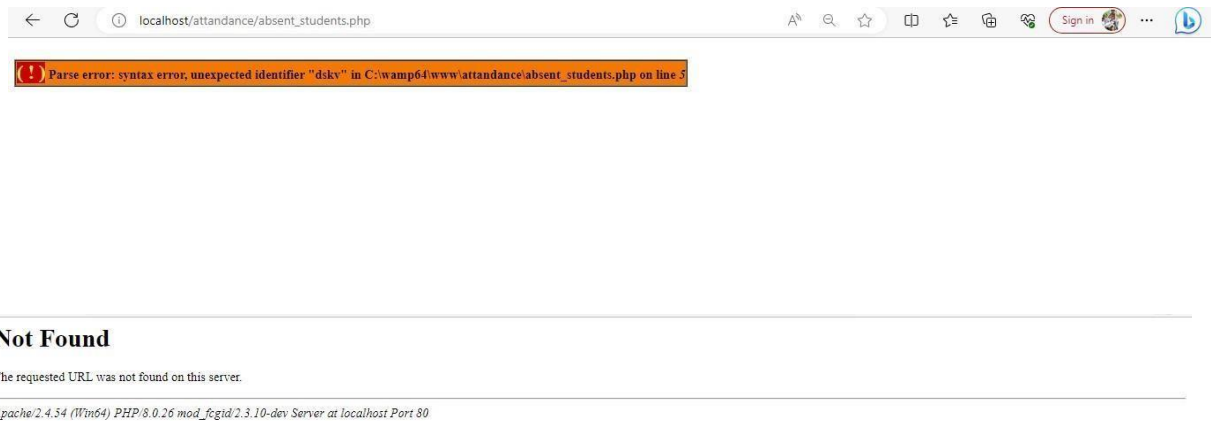 localhost/attandance/absent_students.php
Sign in
( ! ) Parse error: syntax error, unexpected identifier "dskv" in C:\wamp64\www\attandance\absent_students.php on line 5
Not Found
The requested URL was not found on this server.
pache/2.4.54 (Win64) PHP/8.0.26 mod_fcgid/2.3.10-dev Server at localhost Port 80